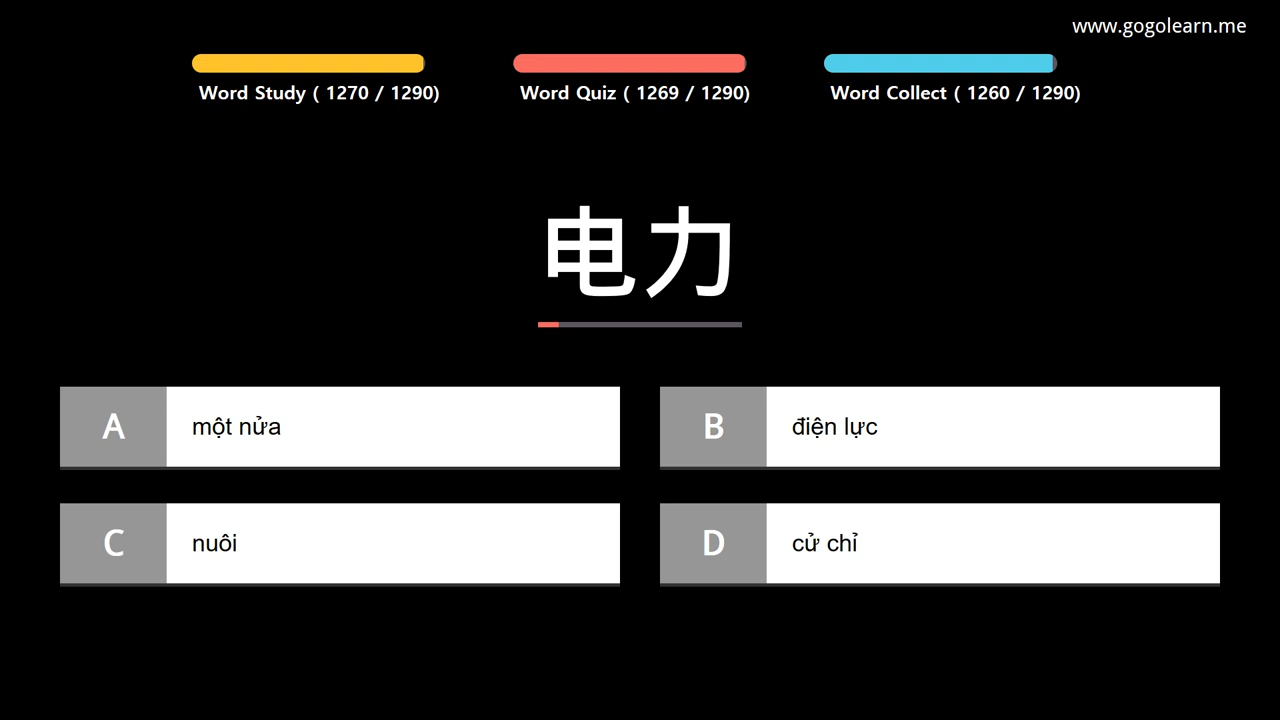 www.gogolearn.me
Word Study ( 1270 / 1290)
Word Quiz ( 1269 / 1290)
Word Collect ( 1260 / 1290)
电力
A một nửa
B điện lực
C nuôi
D cử chỉ